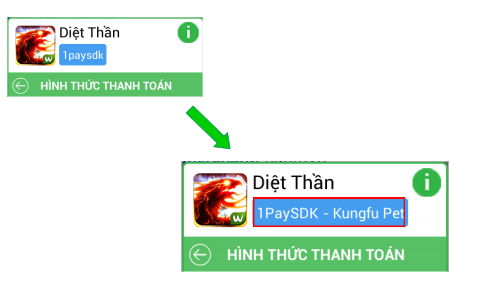 Diệt Thần
1paysdk
HÌNH THỨC THANH TOÁN
Diệt Thần
1PaySDK - Kungfu Pet
HÌNH THỨC THANH TOÁN